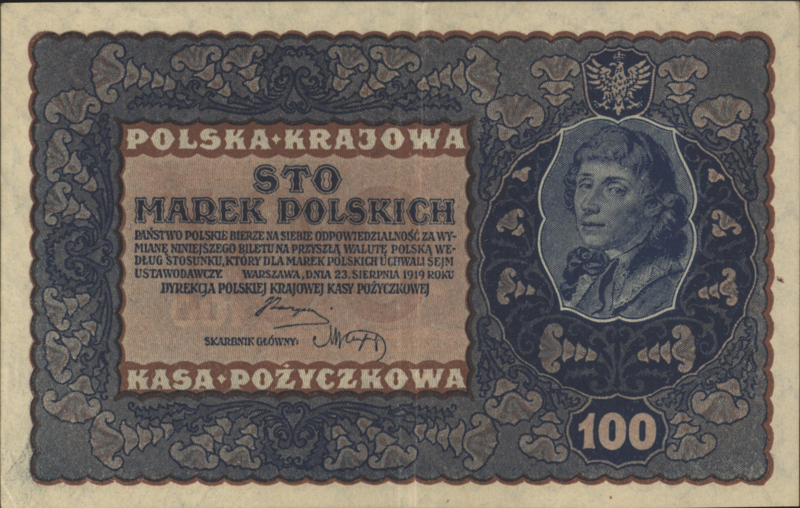 POLSKA·KRAJOWA
STO
MAREK POLSKICH
PAŃSTWO POLSKIE BIERZE NA SIEBIE ODPOWIEDZIALNOŚĆ ZA WY-
MIANĘ NINIEJSZEGO BILETU NA PRZYSZŁĄ WALUTĘ POLSKĄ WE-
DŁUG STOSUNKU, KTÓRY DLA MAREK POLSKICH UCHWALI SEJM
USTAWODAWCZY. WARSZAWA, DNIA 23. SIERPNIA 1919 ROKU
DYREKCJA POLSKIEJ KRAJOWEJ KASY POŻYCZKOWEJ
SKARBNIK GŁÓWNY:
KASA·POŻYCZKOWA
100